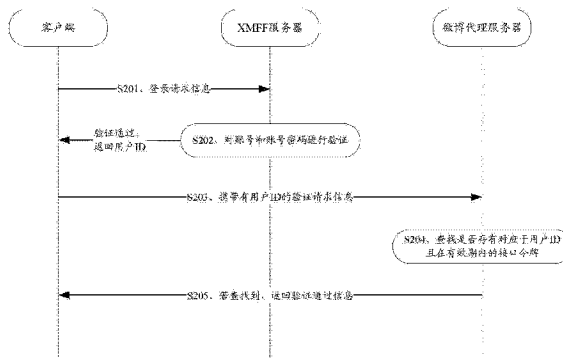 客户端
XMPP服务器
微博代理服务器
S201、登录请求信息
验证通过，
返回用户ID
S202、对账号和账号密码进行验证
S203、携带有用户ID的验证请求信息
S204、查找是否存有对应于用户ID
且在有效期内的接口令牌
S205、若查找到，返回验证通过信息